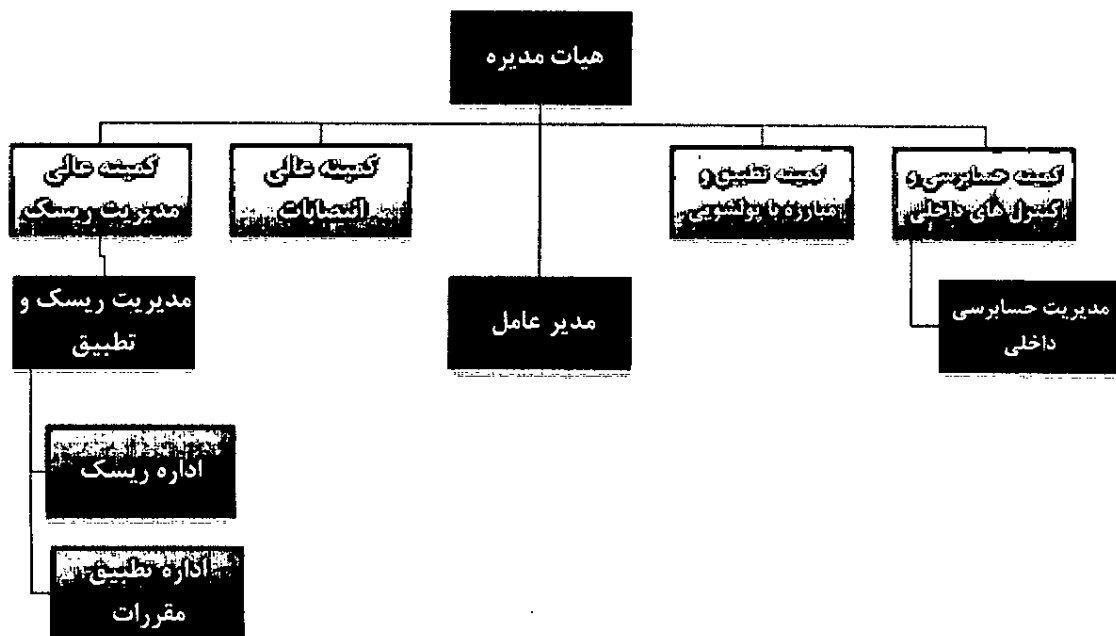 هیات مدیره
کمیته حسابرسی و
کنترل های داخلی
کمیته تطبیق و
مبارزه با پولشویی
کمیته عالی
انتصابات
کمیته عالی
مدیریت ریسک
مدیریت حسابرسی
داخلی
مدیر عامل
مدیریت ریسک و
تطبیق
اداره ریسک
اداره تطبیق
مقررات